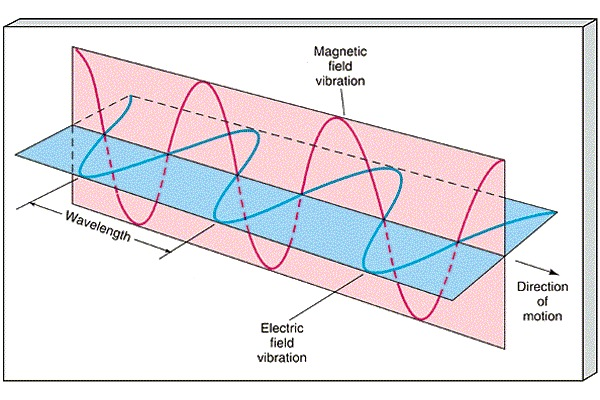 Magnetic
field
vibration
Wavelength
Direction
of
motion
Electric
field
vibration